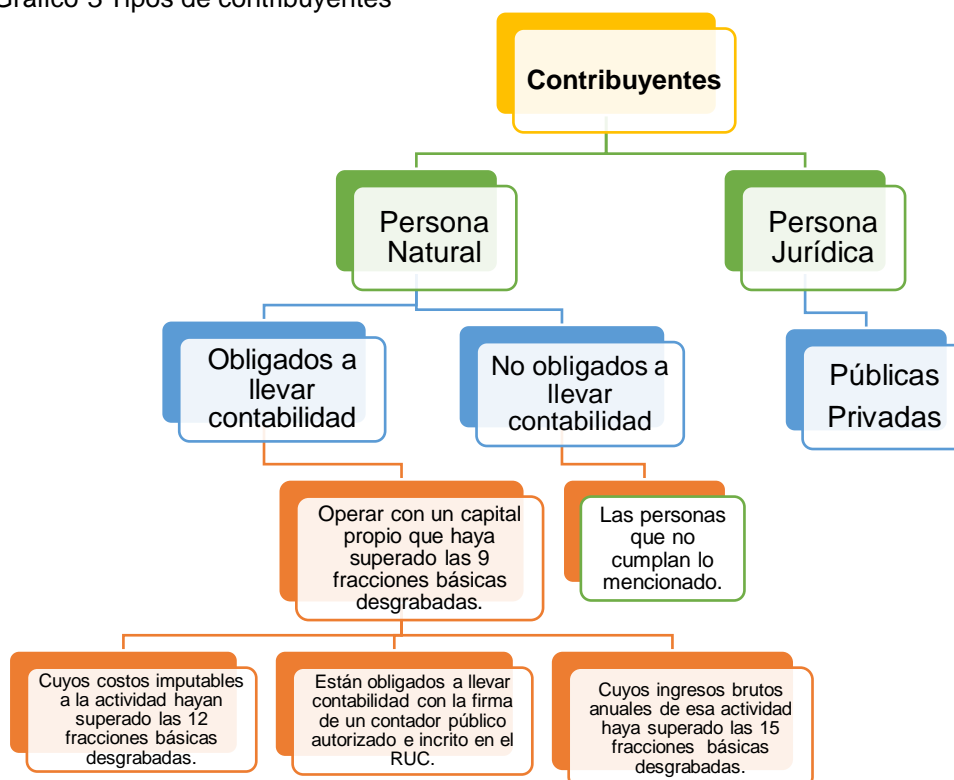 Gráfico 3 Tipos de contribuyentes
Contribuyentes
Persona
Natural
Persona
Jurídica
Obligados a
llevar
contabilidad
No obligados a
llevar
contabilidad
Públicas
Privadas
Operar con un capital
propio que haya
superado las 9
fracciones básicas
desgrabadas.
Las personas
que no
cumplan lo
mencionado.
Cuyos costos imputables
a la actividad hayan
superado las 12
fracciones básicas
desgrabadas.
Están obligados a llevar
contabilidad con la firma
de un contador público
autorizado e incrito en el
RUC.
Cuyos ingresos brutos
anuales de esa actividad
haya superado las 15
fracciones básicas
desgrabadas.